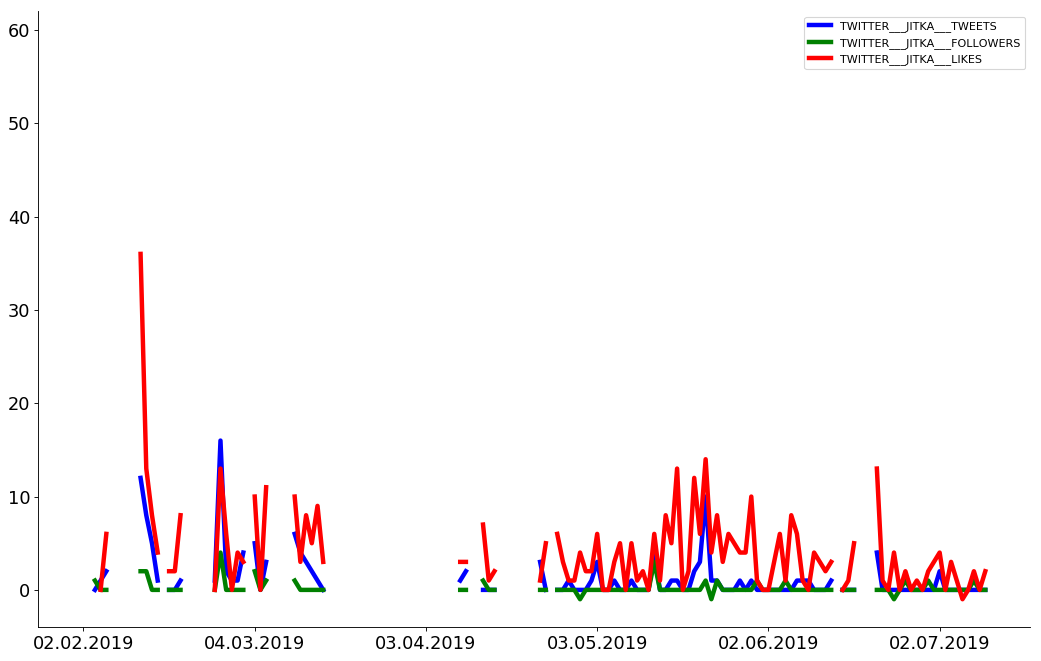 TWITTER___JITKA___TWEETS
TWITTER___JITKA___FOLLOWERS
TWITTER___JITKA___LIKES
60
50
40
30
20
10
0
02.02.2019 04.03.2019 03.04.2019 03.05.2019 02.06.2019 02.07.2019